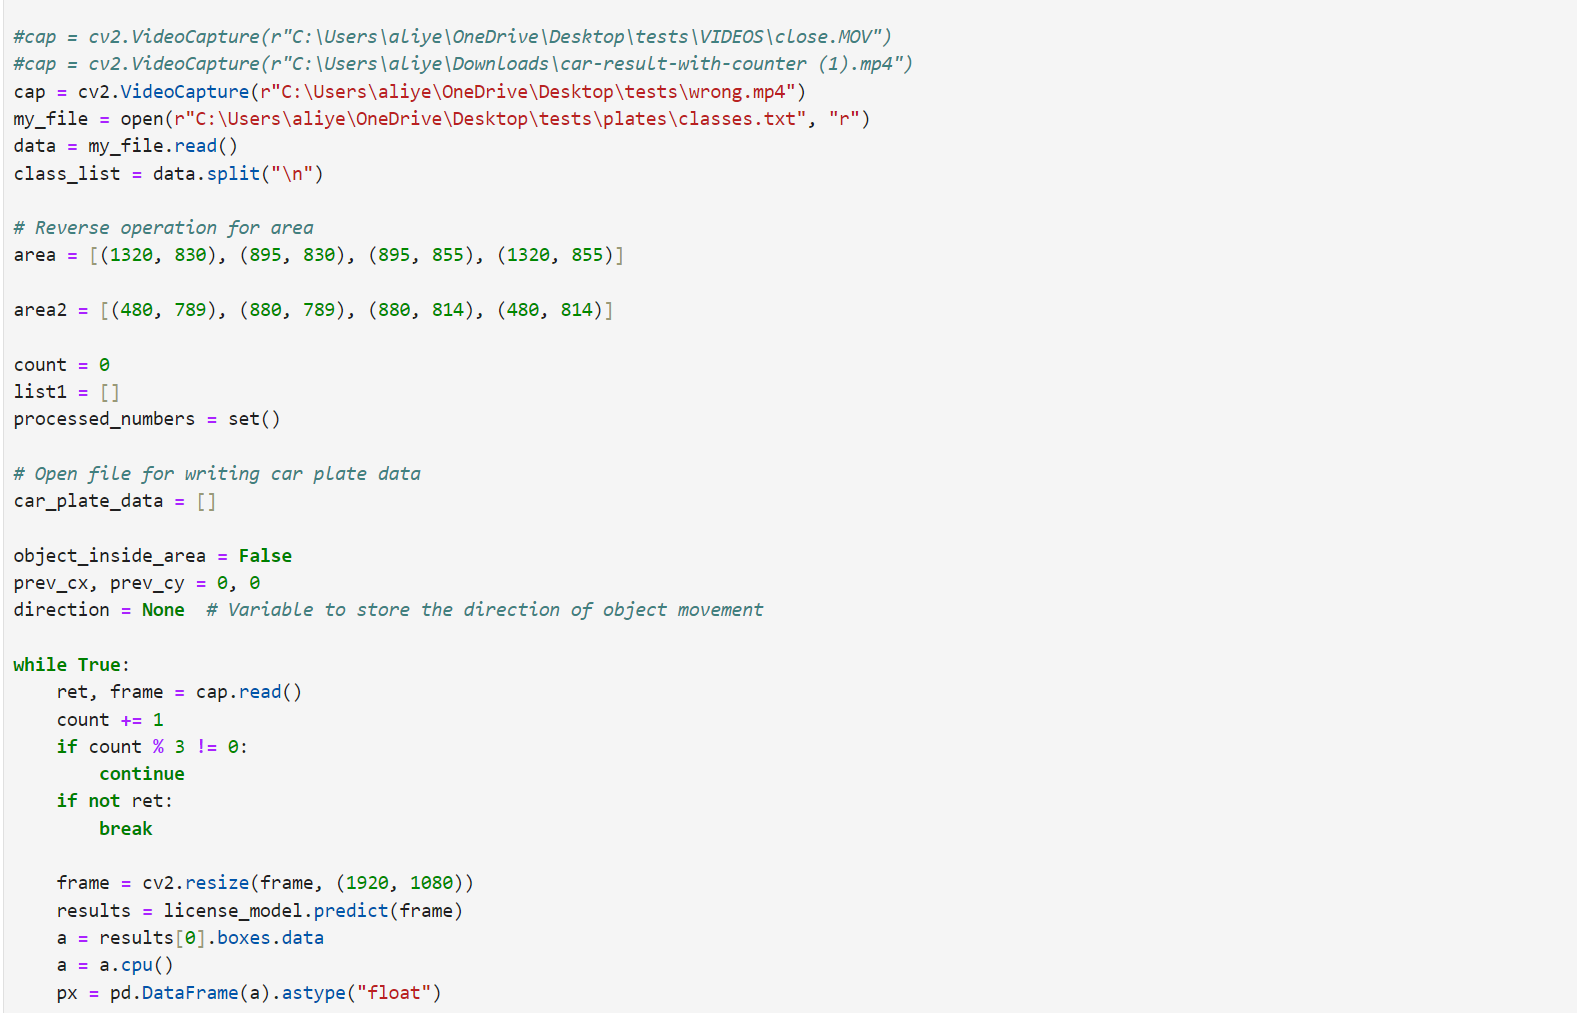 #cap = cv2.VideoCapture(r"C:\Users\aliye\OneDrive\Desktop\tests\VIDEOS\close.MOV")
#cap = cv2.VideoCapture(r"C:\Users\aliye\Downloads\car-result-with-counter (1).mp4")
cap = cv2.VideoCapture(r"C:\Users\aliye\OneDrive\Desktop\tests\wrong.mp4")
my_file = open(r"C:\Users\aliye\OneDrive\Desktop\tests\plates\classes.txt", "r")
data = my_file.read()
class_list = data.split("\n")

# Reverse operation for area
area = [(1320, 830), (895, 830), (895, 855), (1320, 855)]

area2 = [(480, 789), (880, 789), (880, 814), (480, 814)]

count = 0
list1 = []
processed_numbers = set()

# Open file for writing car plate data
car_plate_data = []

object_inside_area = False
prev_cx, prev_cy = 0, 0
direction = None  # Variable to store the direction of object movement

while True:
    ret, frame = cap.read()
    count += 1
    if count % 3 != 0:
        continue
    if not ret:
        break

    frame = cv2.resize(frame, (1920, 1080))
    results = license_model.predict(frame)
    a = results[0].boxes.data
    a = a.cpu()
    px = pd.DataFrame(a).astype("float")